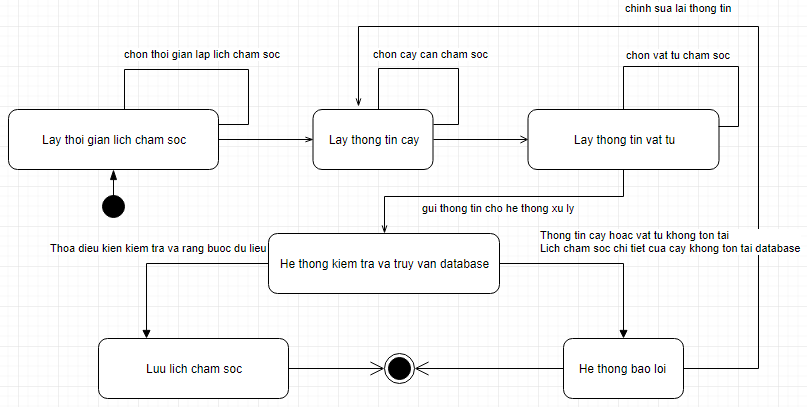 chinh sua lai thong tin
chon thoi gian lap lich cham soc
chon cay can cham soc
chon vat tu cham soc
Lay thoi gian lich cham soc
Lay thong tin cay
Lay thong tin vat tu
gui thong tin cho he thong xu ly
Thoa dieu kien kiem tra va rang buoc du lieu
He thong kiem tra va truy van database
Thong tin cay hoac vat tu khong ton tai
Lich cham soc chi tiet cua cay khong ton tai database
Luu lich cham soc
He thong bao loi